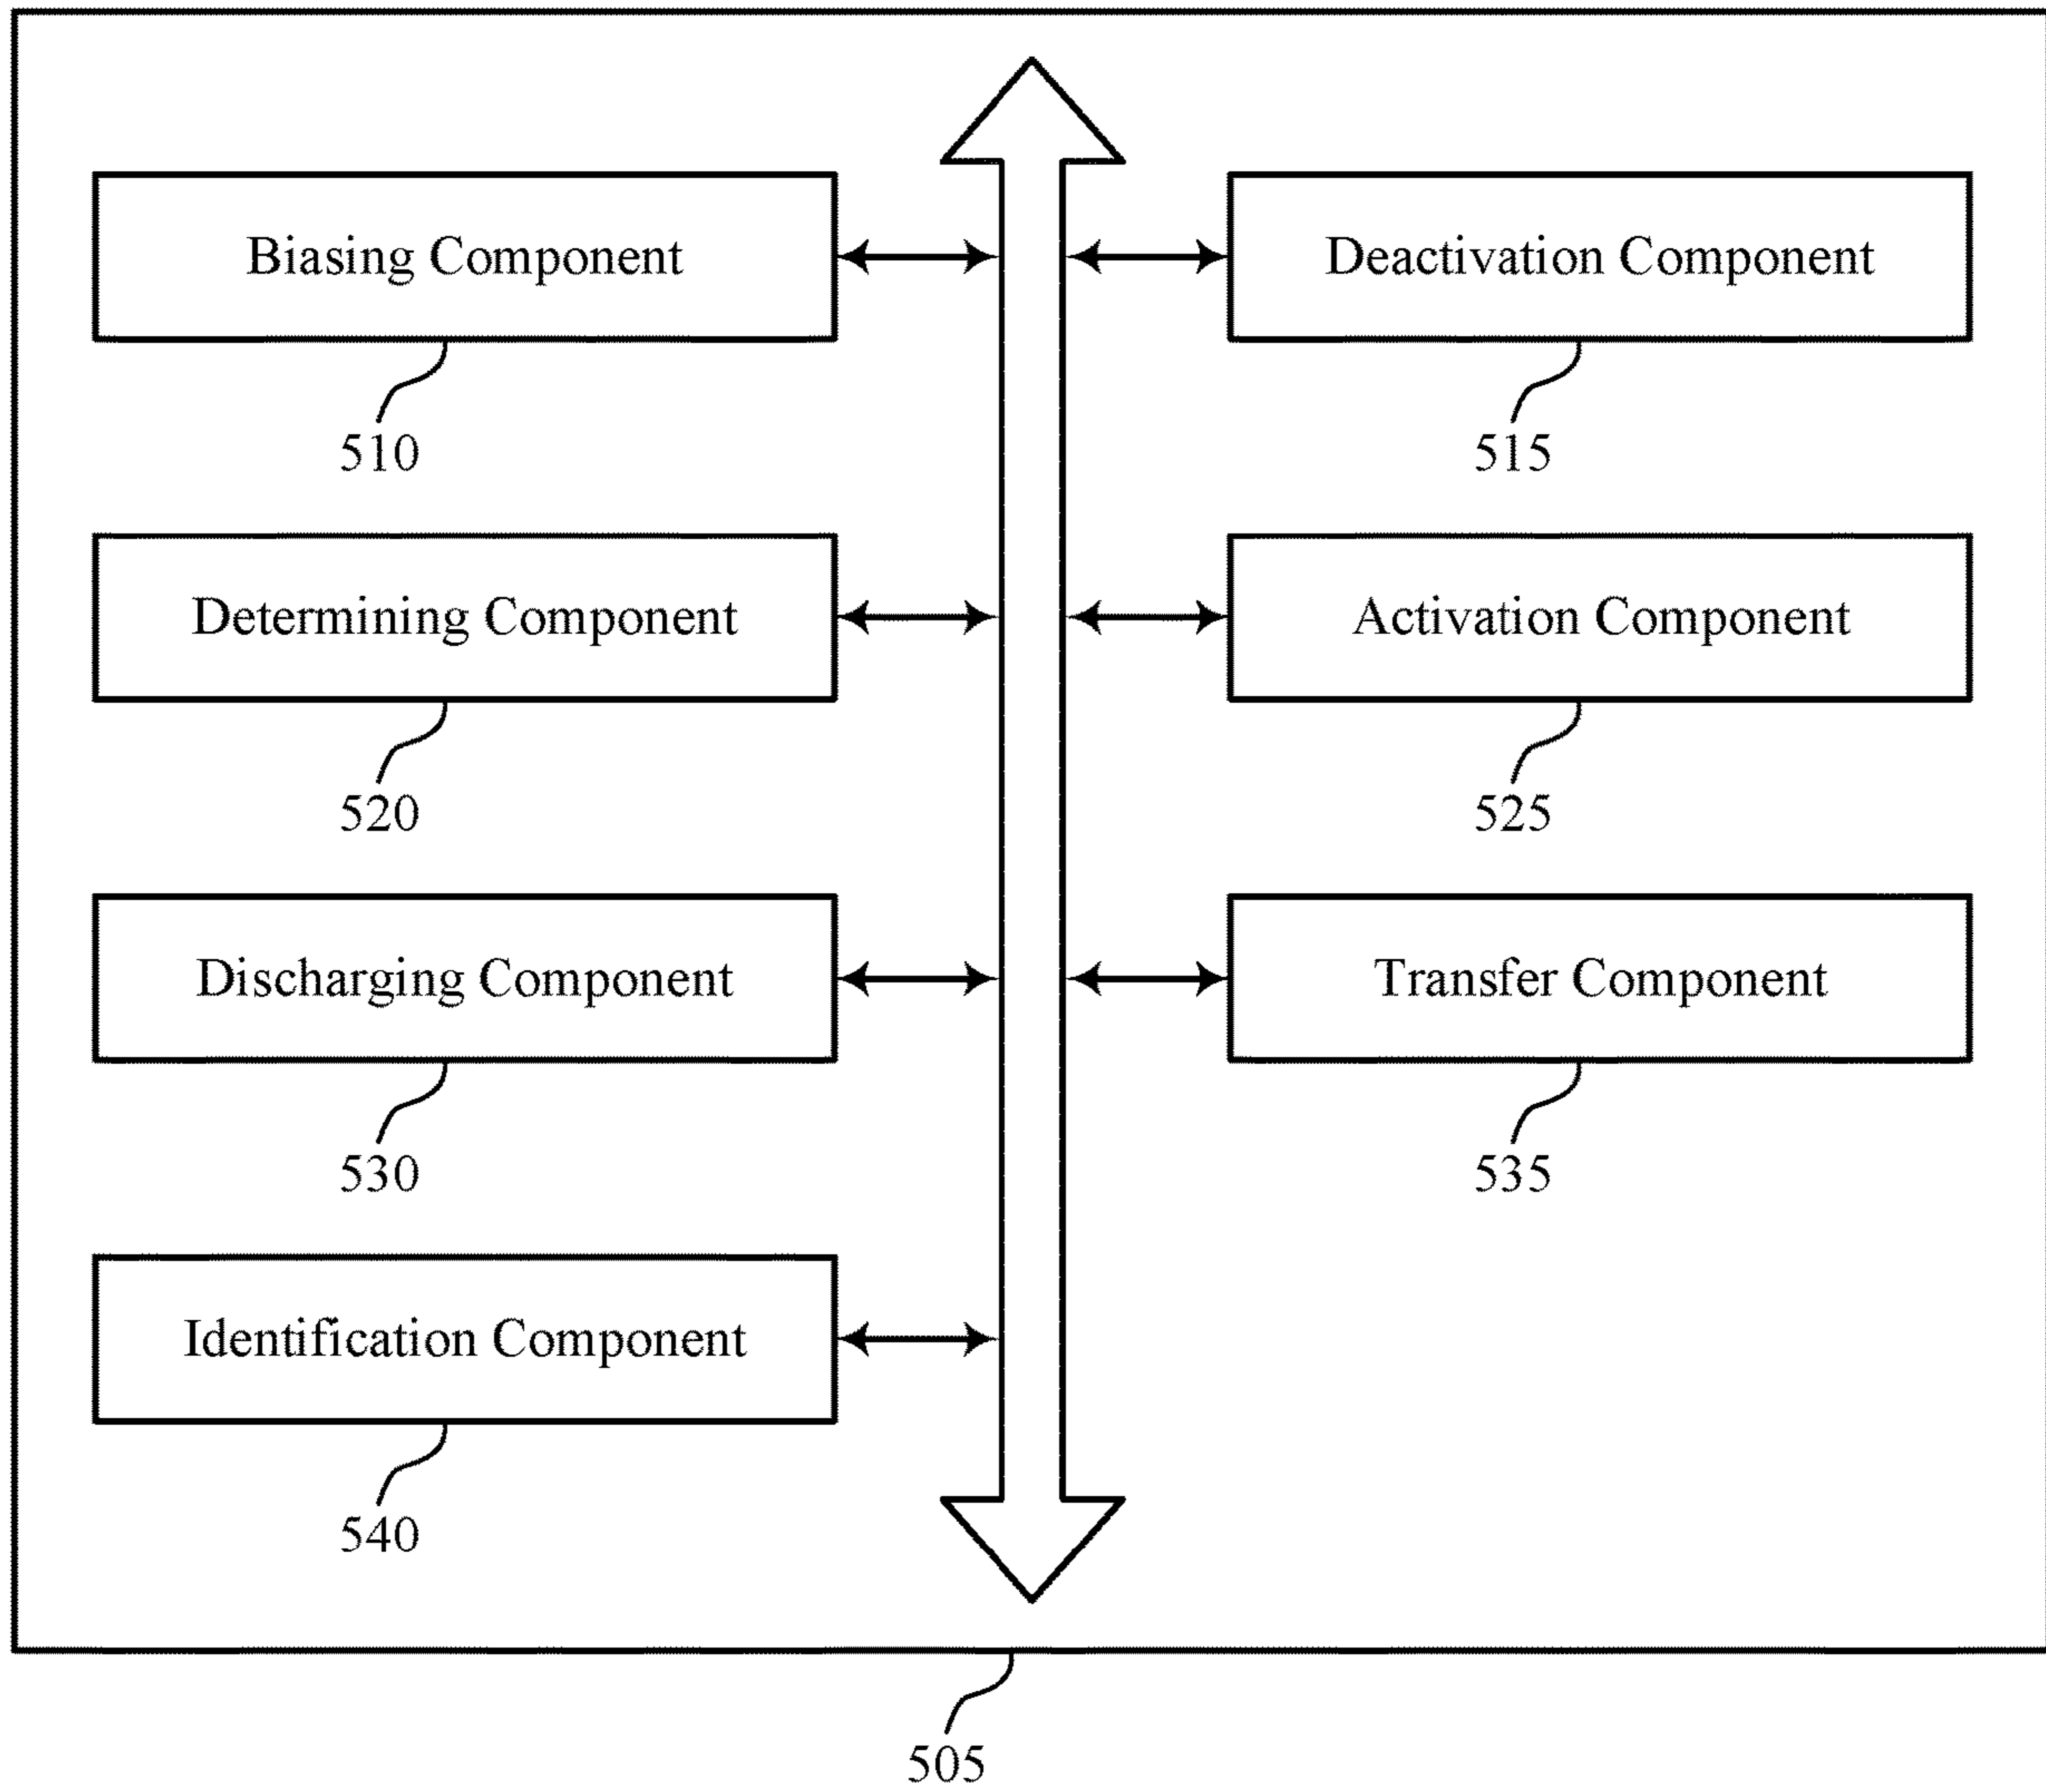 Biasing Component
510
Deactivation Component
515
Determining Component
520
Activation Component
525
Discharging Component
530
Transfer Component
535
Identification Component
540
505